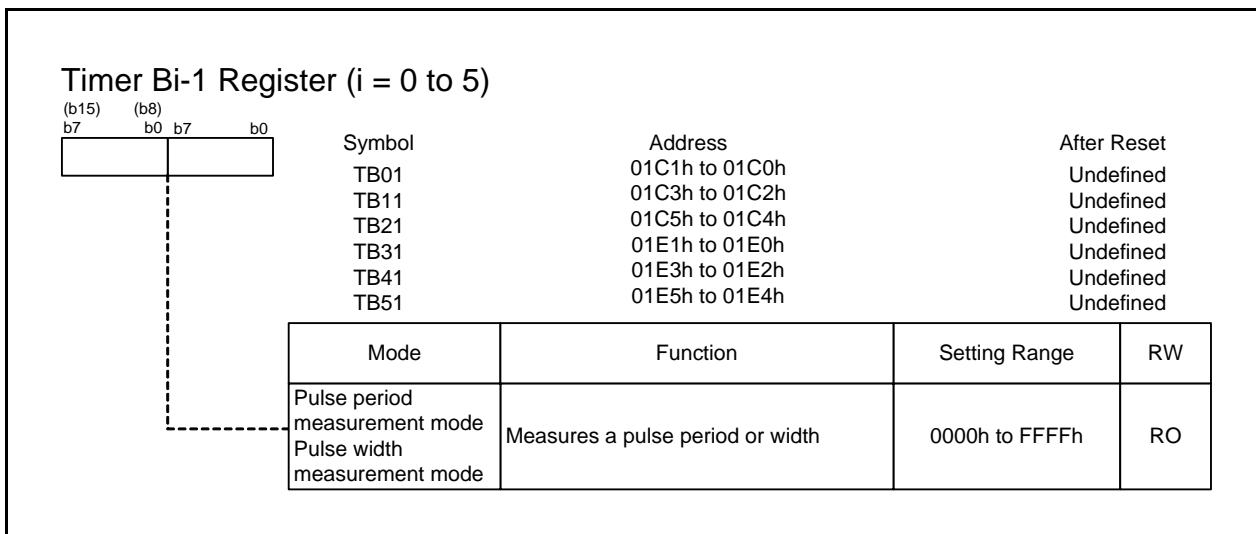 Timer Bi-1 Register (i = 0 to 5)
(b15) (b8)
b7 b0 b7 b0
Symbol Address After Reset
TB01 01C1h to 01C0h Undefined
TB11 01C3h to 01C2h Undefined
TB21 01C5h to 01C4h Undefined
TB31 01E1h to 01E0h Undefined
TB41 01E3h to 01E2h Undefined
TB51 01E5h to 01E4h Undefined
Mode Function Setting Range RW
Pulse period
measurement mode
Pulse width
measurement mode
Measures a pulse period or width 0000h to FFFFh RO